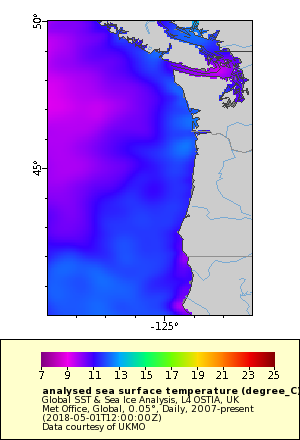 50°
45°
-125°
7 9 11 13 15 17 19 21 23 25
analysed sea surface temperature (degree_C)
Global SST & Sea Ice Analysis, L4 OSTIA, UK
Met Office, Global, 0.05°, Daily, 2007-present
(2018-05-01T12:00:00Z)
Data courtesy of UKMO